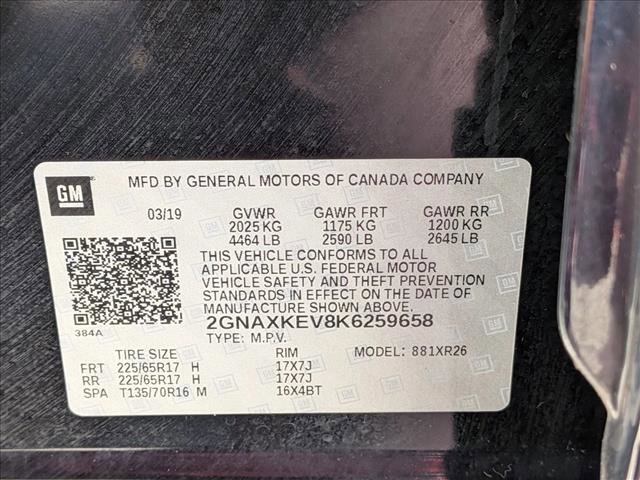 GM MFD BY GENERAL MOTORS OF CANADA COMPANY
03/19 GVWR GAWR FRT GAWR RR
2025 KG 1175 KG 1200 KG
4464 LB 2590 LB 2645 LB
THIS VEHICLE CONFORMS TO ALL
APPLICABLE U.S. FEDERAL MOTOR
VEHICLE SAFETY AND THEFT PREVENTION
STANDARDS IN EFFECT ON THE DATE OF
MANUFACTURE SHOWN ABOVE.
384A
2GNAXKEV8K6259658
TYPE: M.P.V.
TIRE SIZE RIM MODEL: 881XR26
FRT 225/65R17 H 17X7J
RR 225/65R17 H 17X7J
SPA T135/70R16 M 16X4BT